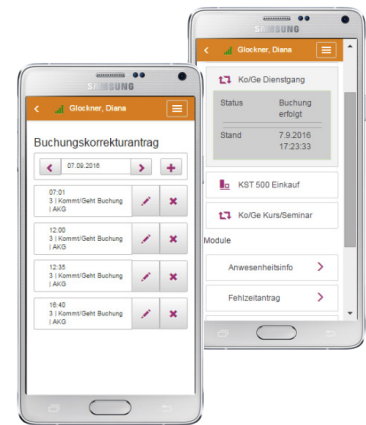 SAMSUNG
Glockner, Diana
Buchungskorrekturantrag
07.09.2016
07:01
3 | Kommt/Geht Buchung
| AKG
12:00
3 | Kommt/Geht Buchung
| AKG
12:35
3 | Kommt/Geht Buchung
| AKG
16:40
3 | Kommt/Geht Buchung
| AKG
SAMSUNG
Glockner, Diana
Ko/Ge Dienstgang
Status Buchung
erfolgt
Stand 7.9.2016
17:23:33
KST 500 Einkauf
Ko/Ge Kurs/Seminar
Module
Anwesenheitsinfo
Fehlzeitantrag